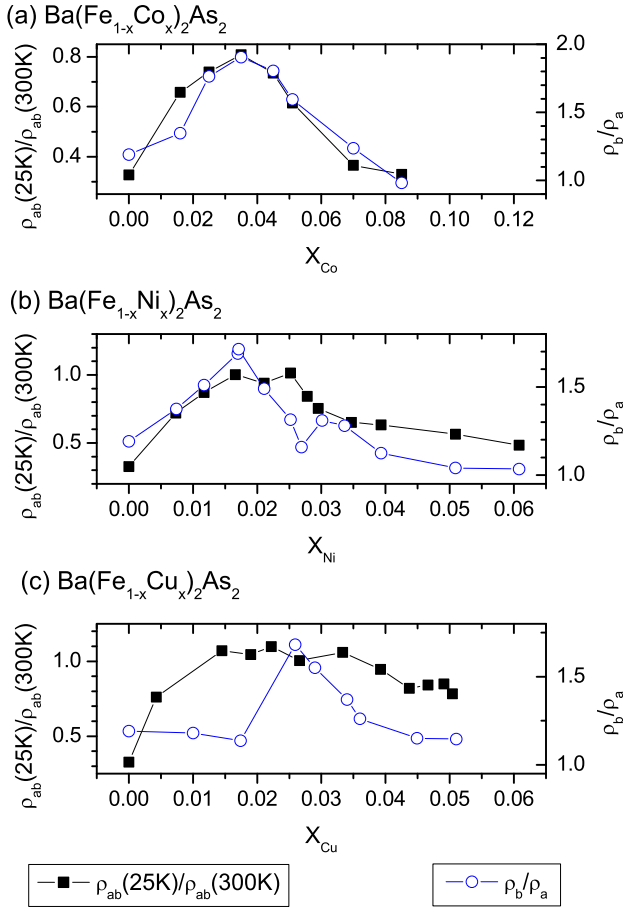 (a) Ba(Fe₁₋ₓCoₓ)₂As₂
0.8
0.6
0.4
ρab(25K)/ρab(300K)
2.0
1.5
1.0
ρb/ρa
0.00 0.02 0.04 0.06 0.08 0.10 0.12
XCo
(b) Ba(Fe₁₋ₓNiₓ)₂As₂
1.0
0.5
ρab(25K)/ρab(300K)
1.5
1.0
ρb/ρa
0.00 0.01 0.02 0.03 0.04 0.05 0.06
XNi
(c) Ba(Fe₁₋ₓCuₓ)₂As₂
1.0
0.5
ρab(25K)/ρab(300K)
1.5
1.0
ρb/ρa
0.00 0.01 0.02 0.03 0.04 0.05 0.06
XCu
ρab(25K)/ρab(300K) ρb/ρa